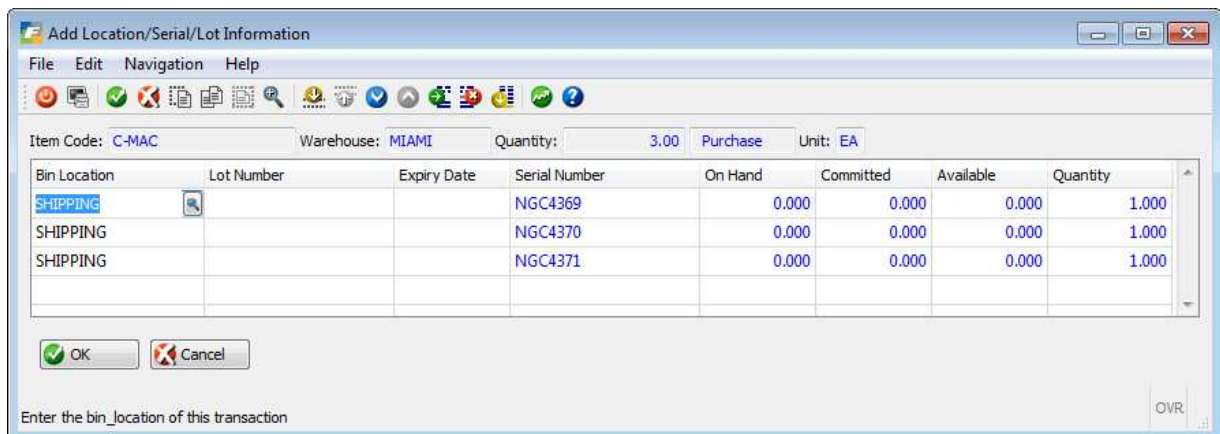 Add Location/Serial/Lot Information
File Edit Navigation Help
Item Code: C-MAC Warehouse: MIAMI Quantity: 3.00 Purchase Unit: EA
Bin Location Lot Number Expiry Date Serial Number On Hand Committed Available Quantity
SHIPPING NGC4369 0.000 0.000 0.000 1.000
SHIPPING NGC4370 0.000 0.000 0.000 1.000
SHIPPING NGC4371 0.000 0.000 0.000 1.000
OK Cancel
Enter the bin_location of this transaction OVR